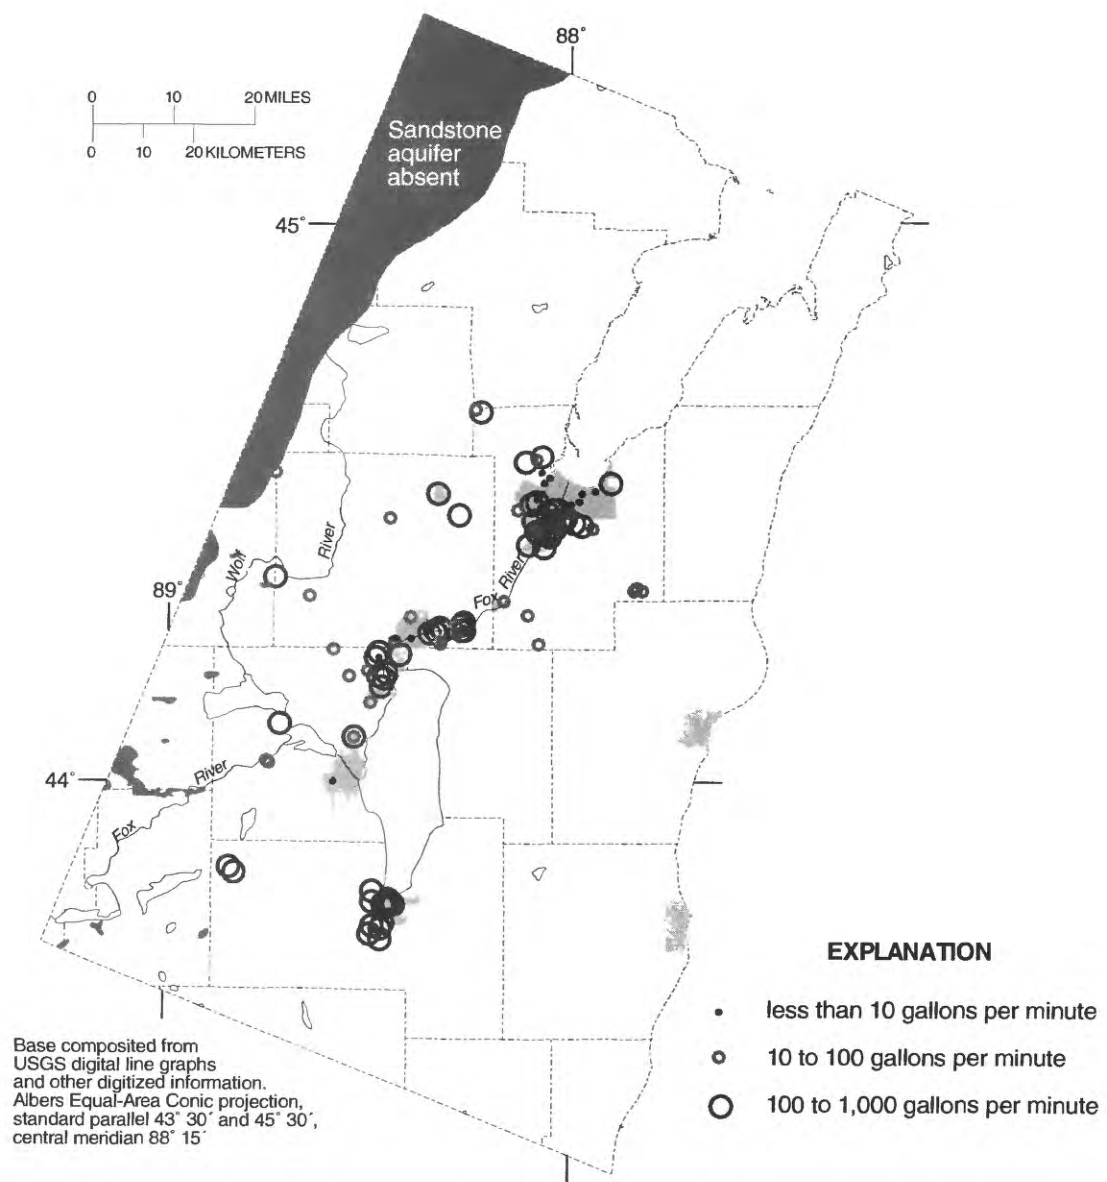 88°
0 10 20 MILES
0 10 20 KILOMETERS
Sandstone
aquifer
absent
45°
Wolf
River
89°
Fox River
44°
River
Fox
EXPLANATION
less than 10 gallons per minute
10 to 100 gallons per minute
100 to 1,000 gallons per minute
Base composited from
USGS digital line graphs
and other digitized information.
Albers Equal-Area Conic projection,
standard parallel 43° 30´ and 45° 30´,
central meridian 88° 15´